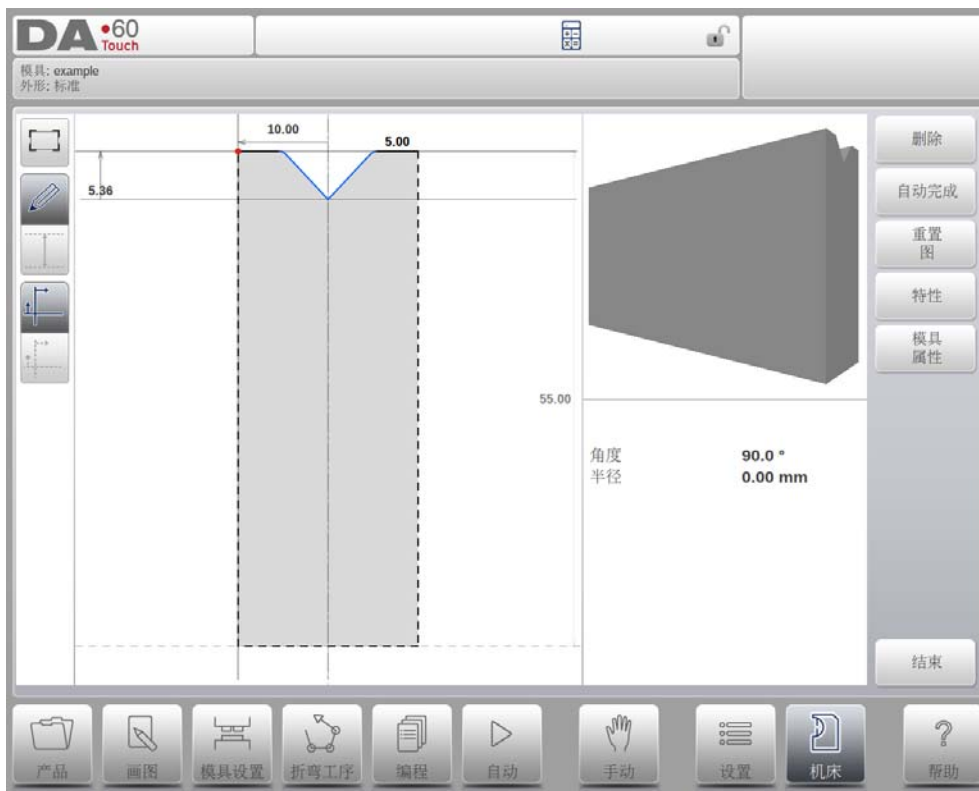 DA•60
Touch
模具: example
外形: 标准
10.00
5.00
5.36
55.00
角度 90.0 °
半径 0.00 mm
删除
自动完成
重置
图
特性
模具
属性
结束
产品
画图
模具设置
折弯工序
编程
自动
手动
设置
机床
帮助